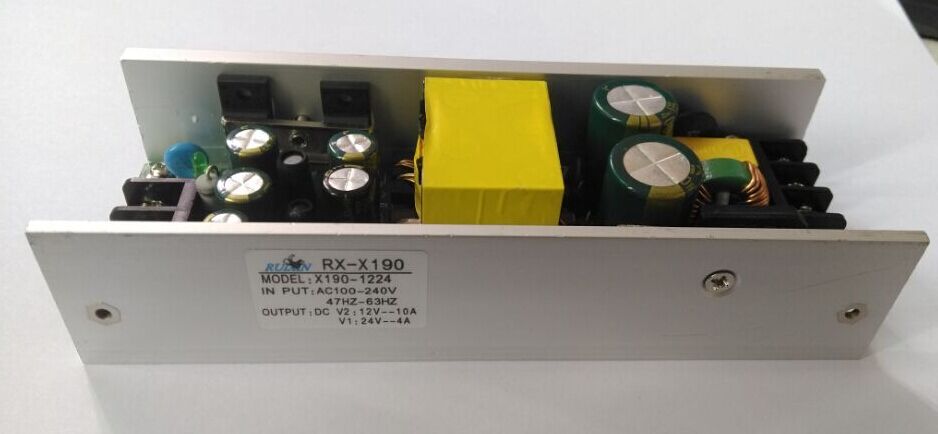 RX-X190
MODEL:X190-1224
IN PUT:AC100-240V
47HZ-63HZ
OUTPUT:DC V2:12V--10A
V1:24V--4A